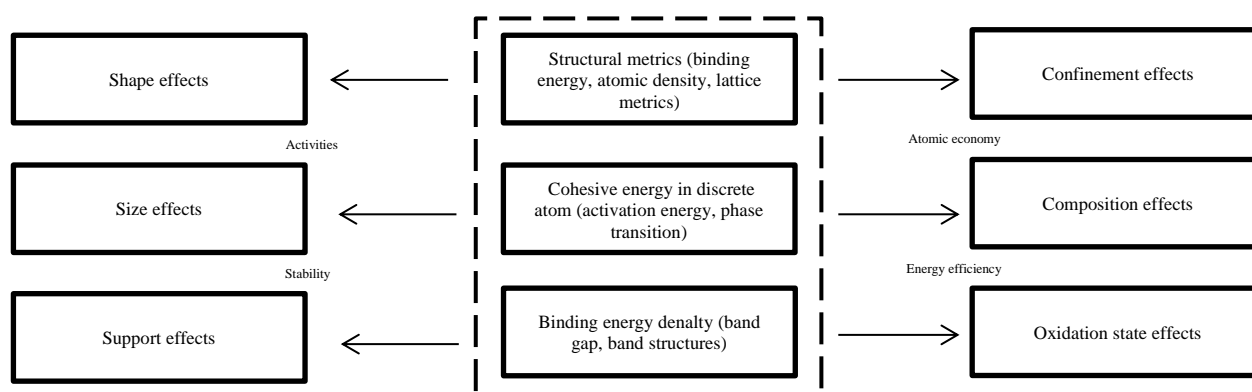 Shape effects
Structural metrics (binding
energy, atomic density, lattice
metrics)
Confinement effects
Activities
Atomic economy
Size effects
Cohesive energy in discrete
atom (activation energy, phase
transition)
Composition effects
Stability
Energy efficiency
Support effects
Binding energy denalty (band
gap, band structures)
Oxidation state effects